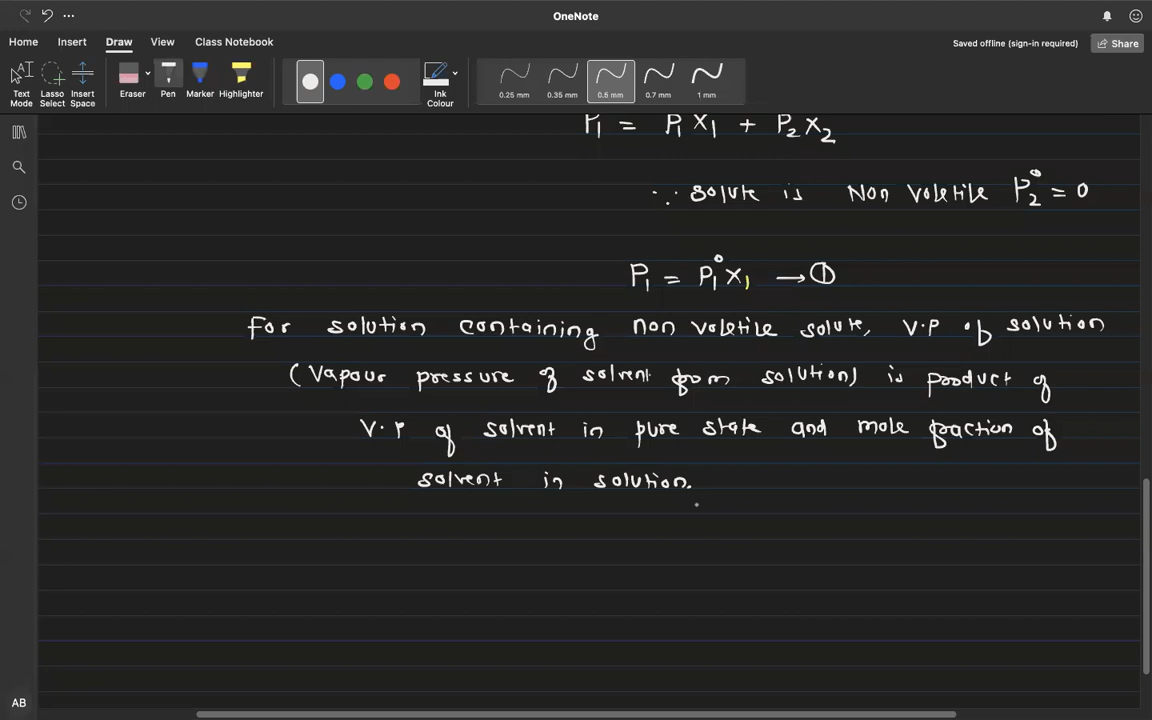 OneNote
Home Insert Draw View Class Notebook
Saved offline (sign-in required) Share
Text Mode
Lasso Select
Insert Space
Eraser
Pen
Marker
Highlighter
Ink Colour
0.25 mm
0.35 mm
0.5 mm
0.7 mm
1 mm
P₁ = P₁ X₁ + P₂ X₂
∵ solute is Non voletile P₂° = 0
P₁ = P₁° X₁ → ①
For solution containing non voletile solute, V.P of solution
(Vapour pressure of solvent from solution) is product of
V.P of solvent in pure state and mole fraction of
solvent in solution.
AB